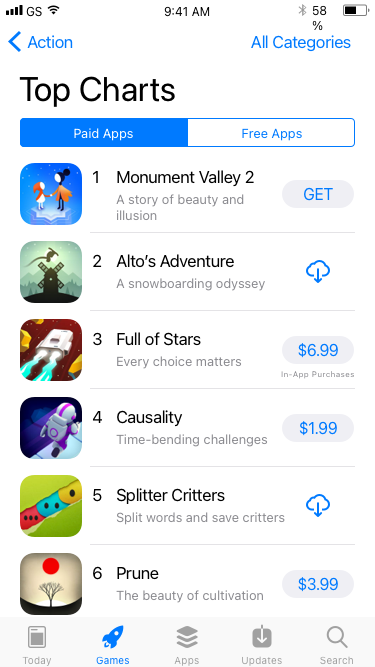 GS 9:41 AM 58
%
Action All Categories
Top Charts
Paid Apps Free Apps
1 Monument Valley 2 GET
A story of beauty and
illusion
2 Alto’s Adventure
A snowboarding odyssey
3 Full of Stars $6.99
Every choice matters
In-App Purchases
4 Causality $1.99
Time-bending challenges
5 Splitter Critters
Split words and save critters
6 Prune $3.99
The beauty of cultivation
Today Games Apps Updates Search